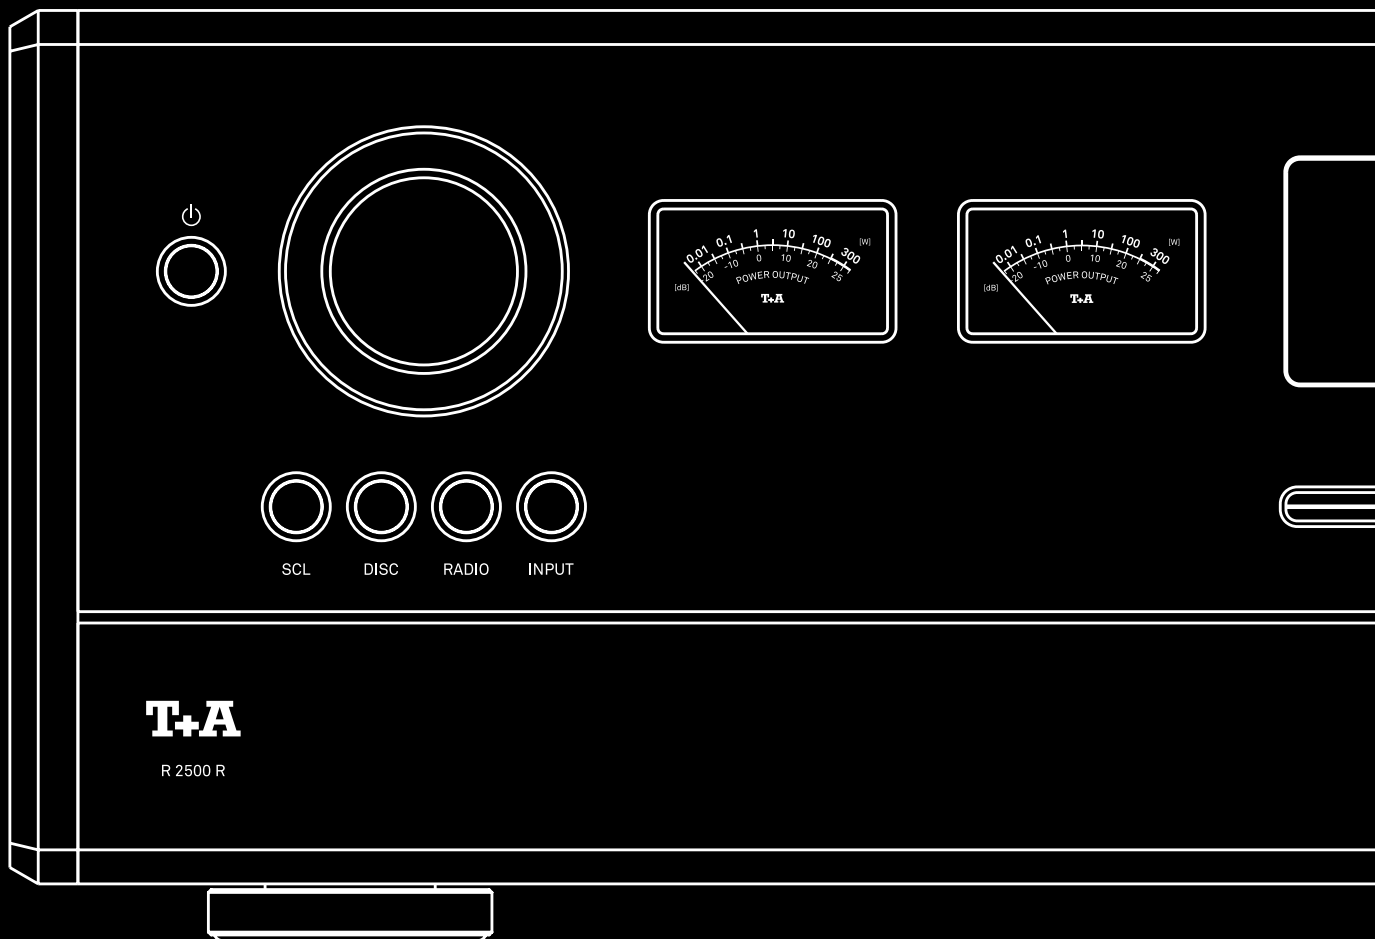 0.01 0.1 1 10 100 300 [W]
[dB] -20 -10 0 10 20 25
POWER OUTPUT
T+A
0.01 0.1 1 10 100 300 [W]
[dB] -20 -10 0 10 20 25
POWER OUTPUT
T+A
SCL DISC RADIO INPUT
T+A
R 2500 R